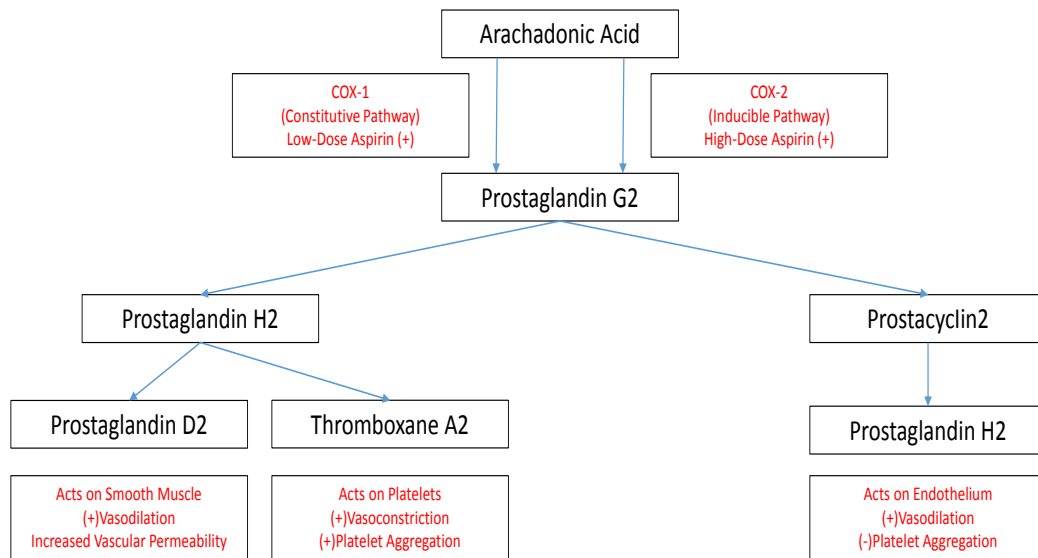 Arachadonic Acid
COX-1
(Constitutive Pathway)
Low-Dose Aspirin (+)
COX-2
(Inducible Pathway)
High-Dose Aspirin (+)
Prostaglandin G2
Prostaglandin H2
Prostacyclin2
Prostaglandin D2
Thromboxane A2
Prostaglandin H2
Acts on Smooth Muscle
(+)Vasodilation
Increased Vascular Permeability
Acts on Platelets
(+)Vasoconstriction
(+)Platelet Aggregation
Acts on Endothelium
(+)Vasodilation
(-)Platelet Aggregation